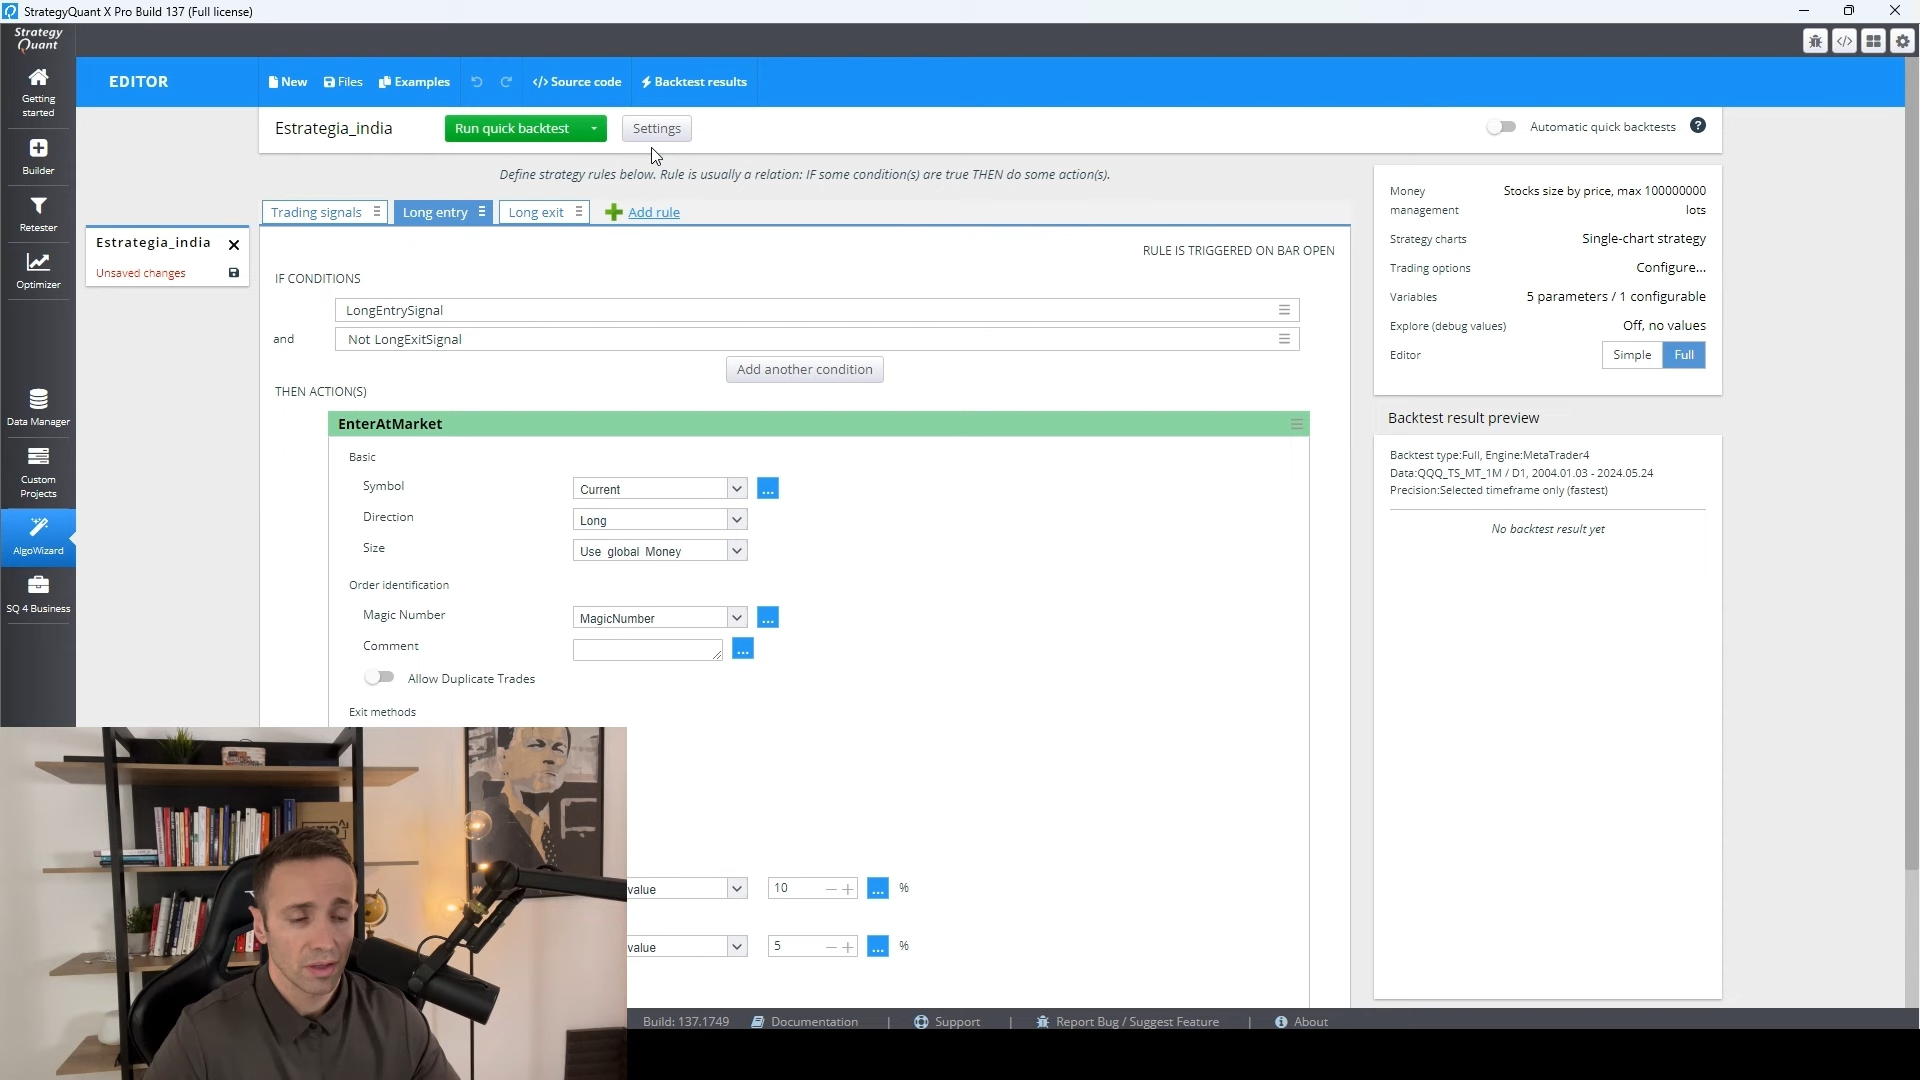 StrategyQuant X Pro Build 137 (Full license)
Strategy
Quant
EDITOR
New
Files
Examples
</> Source code
Backtest results
Getting
started
Builder
Retester
Optimizer
Data Manager
Custom
Projects
AlgoWizard
SQ 4 Business
Estrategia_india
Unsaved changes
Estrategia_india
Run quick backtest
Settings
Automatic quick backtests
?
Define strategy rules below. Rule is usually a relation: IF some condition(s) are true THEN do some action(s).
Trading signals
Long entry
Long exit
Add rule
RULE IS TRIGGERED ON BAR OPEN
IF CONDITIONS
LongEntrySignal
and
Not LongExitSignal
Add another condition
THEN ACTION(S)
EnterAtMarket
Basic
Symbol
Current
...
Direction
Long
Size
Use global Money
Order identification
Magic Number
MagicNumber
...
Comment
...
Allow Duplicate Trades
Exit methods
value
10
...
%
value
5
...
%
Money
management
Stocks size by price, max 100000000
lots
Strategy charts
Single-chart strategy
Trading options
Configure...
Variables
5 parameters / 1 configurable
Explore (debug values)
Off, no values
Editor
Simple
Full
Backtest result preview
Backtest type:Full, Engine:MetaTrader4
Data:QQQ_TS_MT_1M / D1, 2004.01.03 - 2024.05.24
Precision:Selected timeframe only (fastest)
No backtest result yet
Build: 137.1749
Documentation
|
Support
|
Report Bug / Suggest Feature
|
About